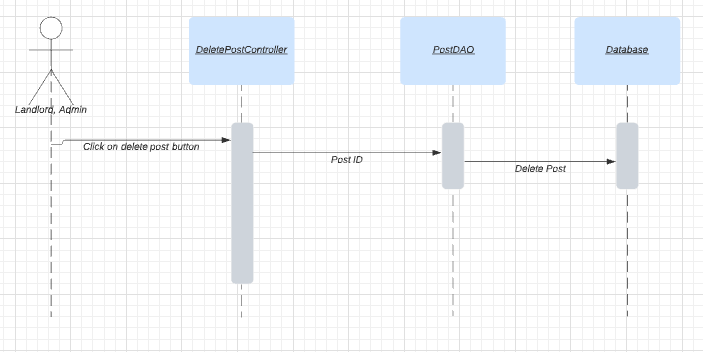 DeletePostController
PostDAO
Database
Landlord, Admin
Click on delete post button
Post ID
Delete Post